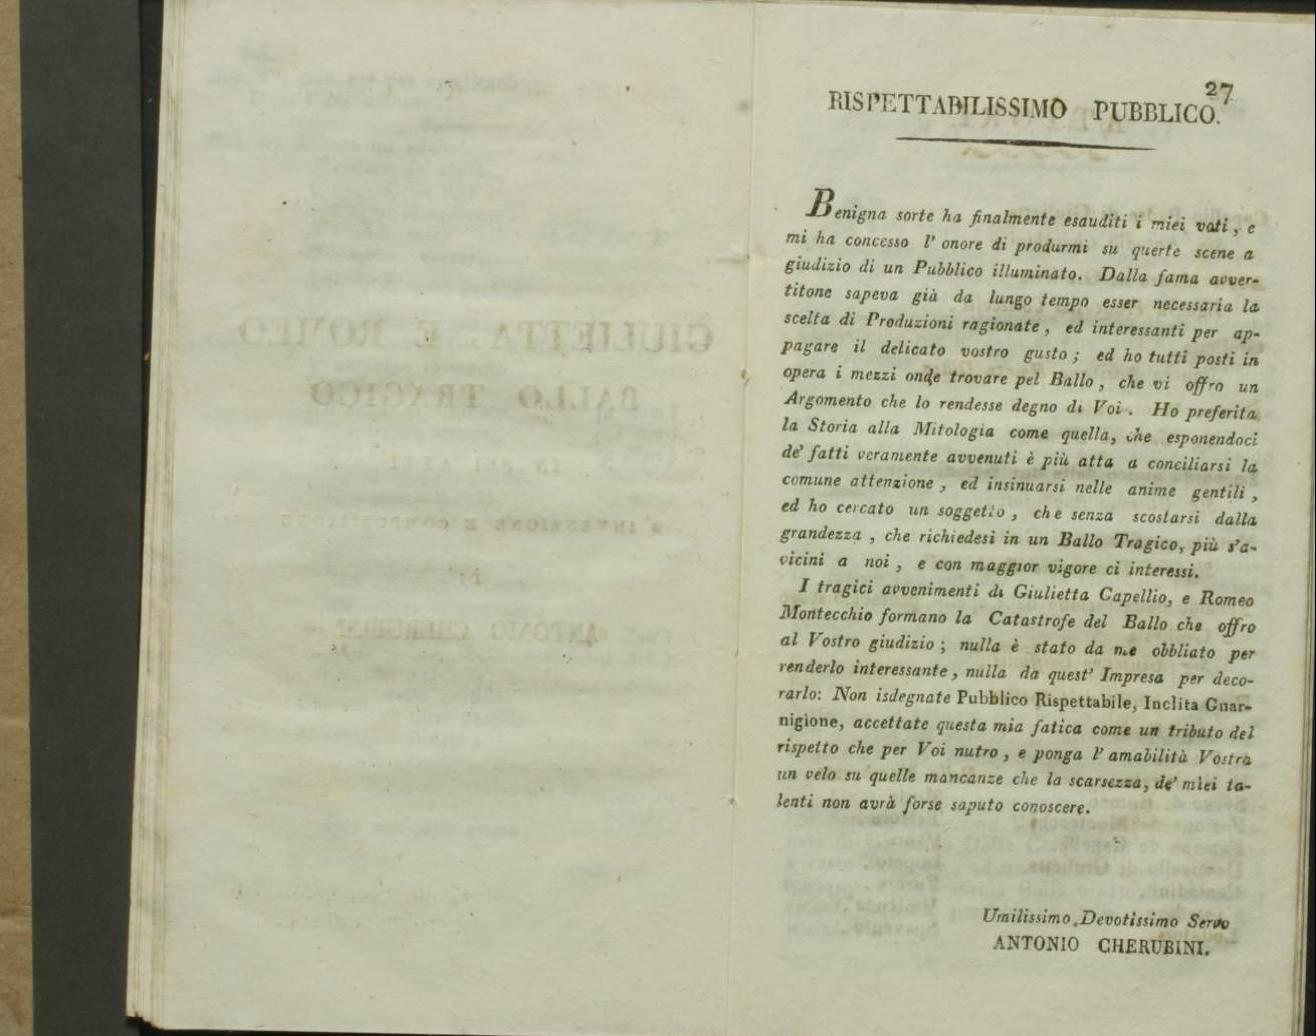 27
RISPETTABILISSIMO PUBBLICO.
Benigna sorte ha finalmente esauditi i miei voti, e
mi ha concesso l' onore di produrmi su querte scene a
giudizio di un Pubblico illuminato. Dalla fama avver-
titone sapeva già da lungo tempo esser necessaria la
scelta di Produzioni ragionate, ed interessanti per ap-
pagare il delicato vostro gusto; ed ho tutti posti in
opera i mezzi onde trovare pel Ballo, che vi offro un
Argomento che lo rendesse degno di Voi. Ho preferita
la Storia alla Mitologia come quella, che esponendoci
de' fatti veramente avvenuti è più atta a conciliarsi la
comune attenzione, ed insinuarsi nelle anime gentili,
ed ho cercato un soggetto, che senza scostarsi dalla
grandezza, che richiedesi in un Ballo Tragico, più s'a-
vicini a noi, e con maggior vigore ci interessi.
I tragici avvenimenti di Giulietta Capellio, e Romeo
Montecchio formano la Catastrofe del Ballo che offro
al Vostro giudizio; nulla è stato da me obbliato per
renderlo interessante, nulla da quest' Impresa per deco-
rarlo: Non isdegnate Pubblico Rispettabile, Inclita Guar-
nigione, accettate questa mia fatica come un tributo del
rispetto che per Voi nutro, e ponga l' amabilità Vostra
un velo su quelle mancanze che la scarsezza, de' miei ta-
lenti non avrà forse saputo conoscere.
Umilissimo Devotissimo Servo
ANTONIO CHERUBINI.